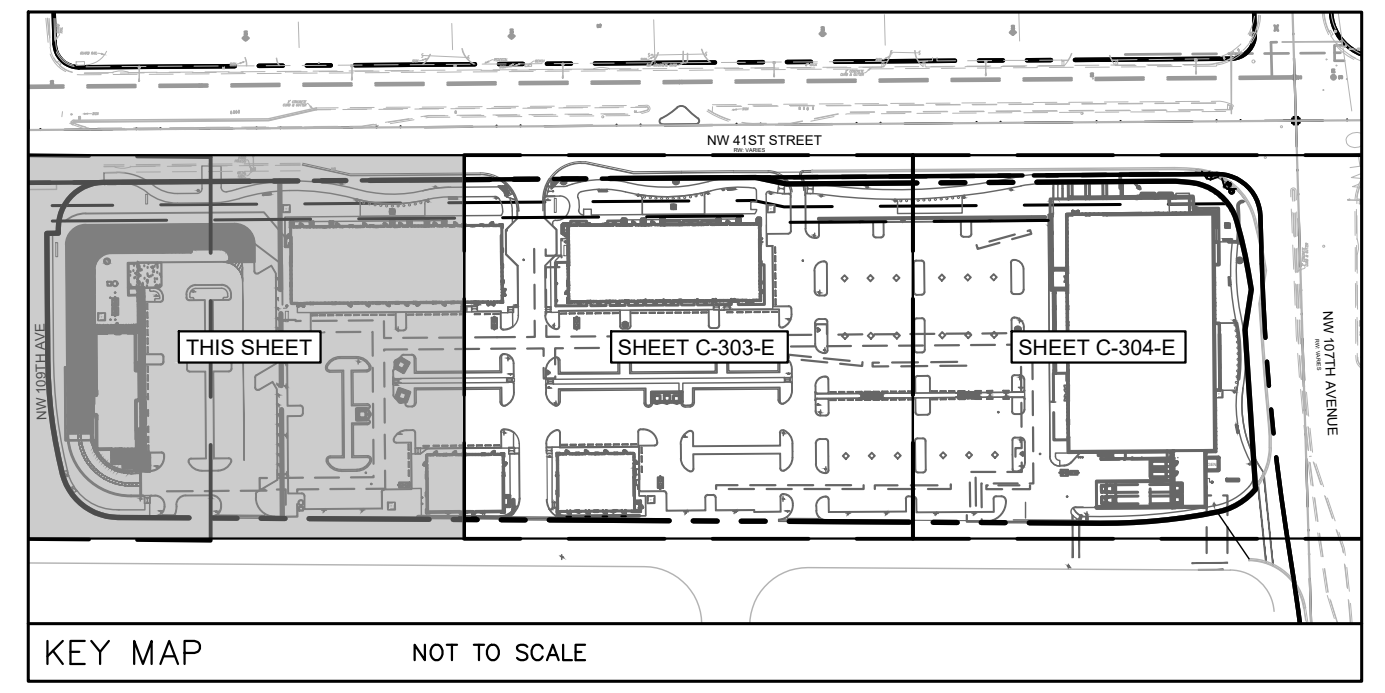 NW 41ST STREET
RW: VARIES
THIS SHEET
SHEET C-303-E
SHEET C-304-E
NW 109TH AVE
NW 107TH AVENUE
RW: VARIES
KEY MAP
NOT TO SCALE